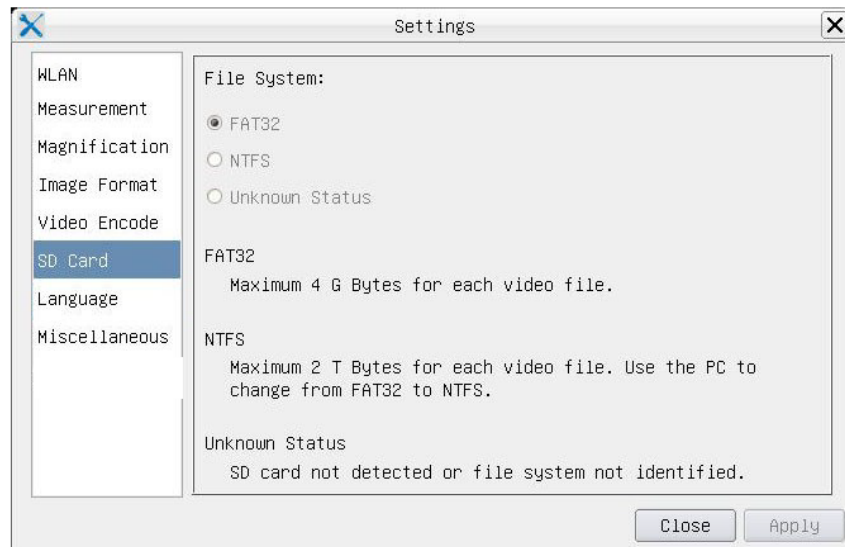 Settings
WLAN
Measurement
Magnification
Image Format
Video Encode
SD Card
Language
Miscellaneous
File System:
FAT32
NTFS
Unknown Status
FAT32
Maximum 4 G Bytes for each video file.
NTFS
Maximum 2 T Bytes for each video file. Use the PC to
change from FAT32 to NTFS.
Unknown Status
SD card not detected or file system not identified.
Close
Apply